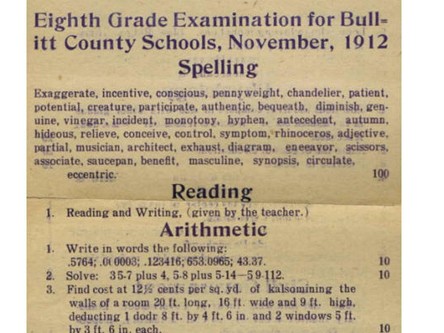 Eighth Grade Examination for Bull=
itt County Schools, November, 1912
Spelling
Exaggerate, incentive, conscious, pennyweight, chandelier, patient,
potential, creature, participate, authentic, bequeath, diminish, gen-
uine, vinegar, incident, monotony, hyphen, antecedent, autumn,
hideous, relieve, conceive, control, symptom, rhinoceros, adjective,
partial, musician, architect, exhaust, diagram, eneeavor, scissors,
associate, saucepan, benefit, masculine, synopsis, circulate,
eccentric. 100
Reading
1. Reading and Writing, (given by the teacher.)
Arithmetic
1. Write in words the following:
.5764; .000003; .123416; 653.0965; 43.37. 10
2. Solve: 35-7 plus 4, 5-8 plus 5-14—59-112. 10
3. Find cost at 12½ cents per sq. yd. of kalsomining the
walls of a room 20 ft. long, 16 ft. wide and 9 ft. high,
deducting 1 dodr 8 ft. by 4 ft. 6 in. and 2 windows 5 ft.
by 3 ft. 6 in. each. 10